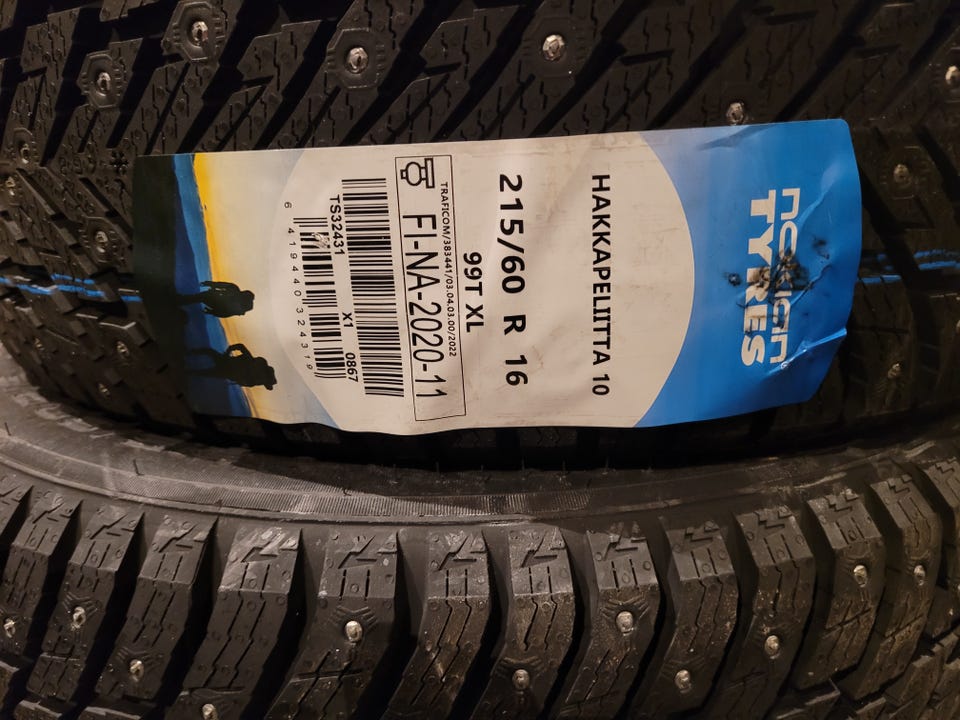 nokian
TYRES
HAKKAPELIITTA 10
215/60 R 16
99T XL
TRAFICOM/383441/03.04.03.00/2022
FI-NA-2020-11
X1 0867
TS32431
6 419440 324319